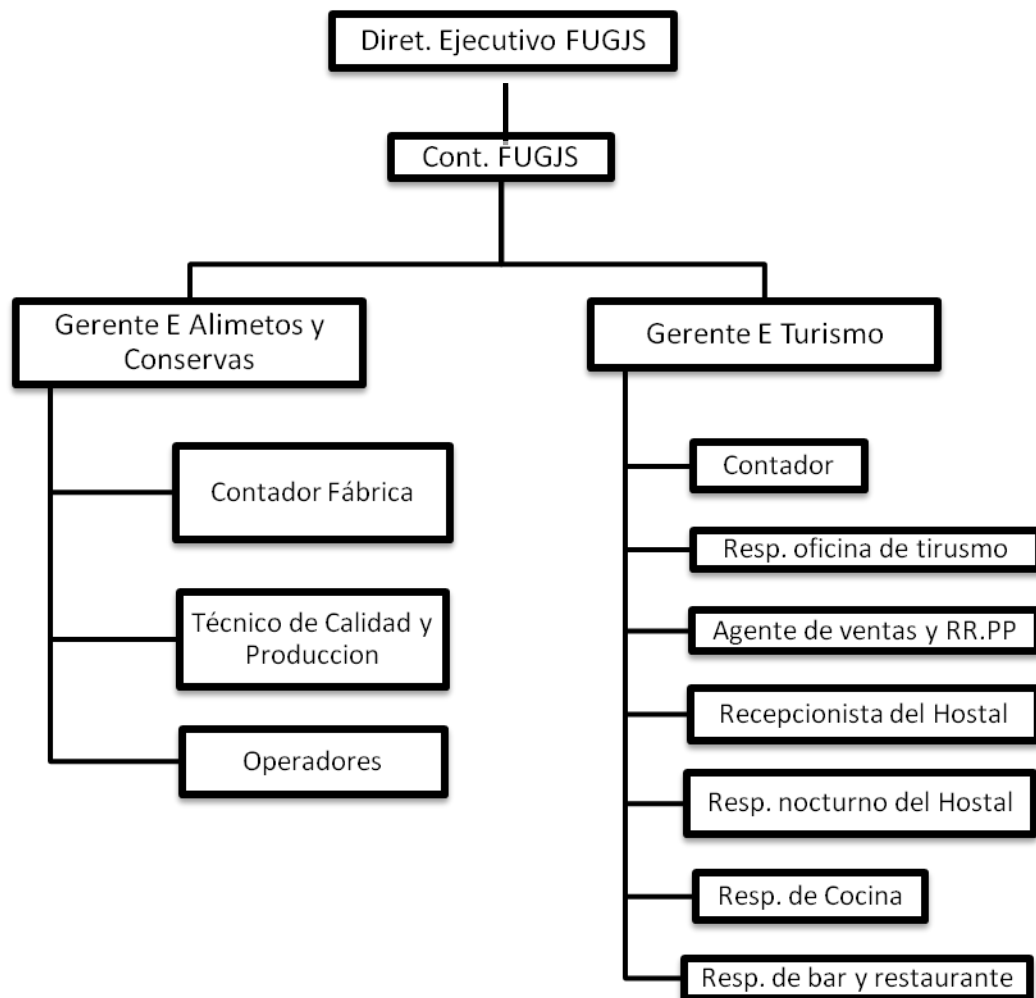 Diret. Ejecutivo FUGJS
Cont. FUGJS
Gerente E Alimetos y
Conservas
Contador Fábrica
Técnico de Calidad y
Produccion
Operadores
Gerente E Turismo
Contador
Resp. oficina de tirusmo
Agente de ventas y RR.PP
Recepcionista del Hostal
Resp. nocturno del Hostal
Resp. de Cocina
Resp. de bar y restaurante